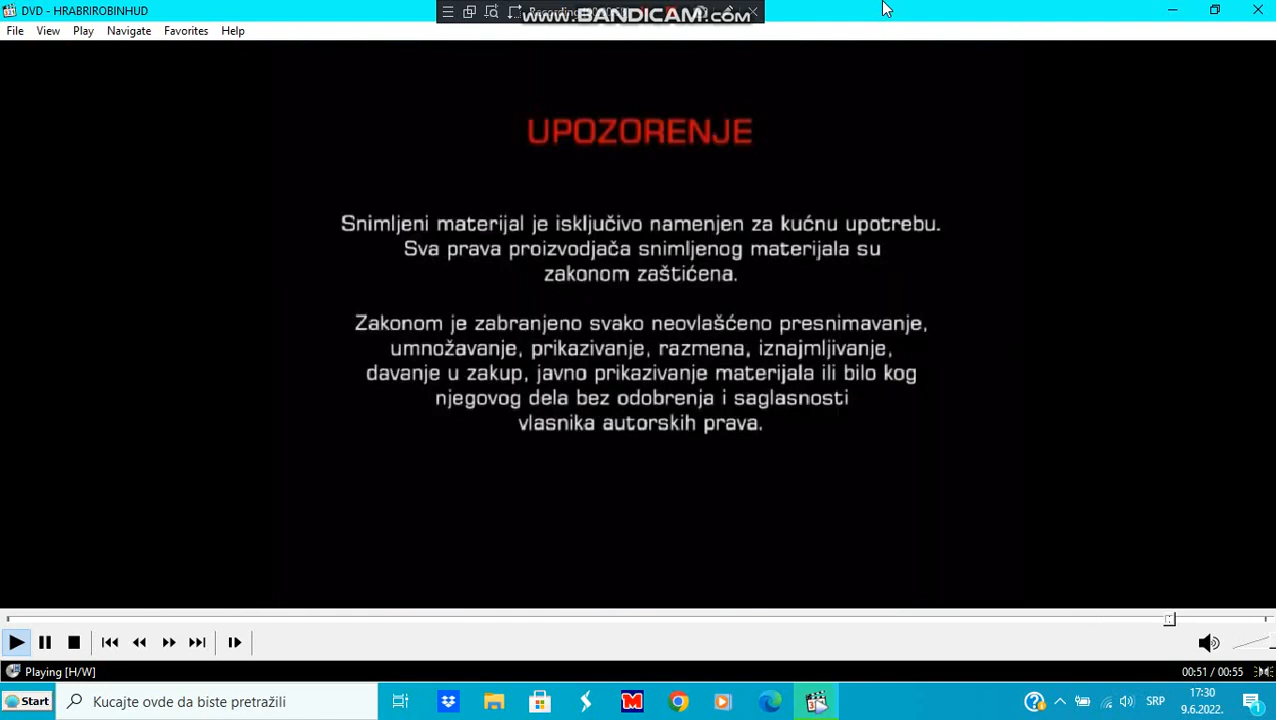 DVD - HRABRIROBINHUD
www.BANDICAM.com
File View Play Navigate Favorites Help
UPOZORENJE
Snimljeni materijal je isključivo namenjen za kućnu upotrebu.
Sva prava proizvodjača snimljenog materijala su
zakonom zaštićena.
Zakonom je zabranjeno svako neovlašćeno presnimavanje,
umnožavanje, prikazivanje, razmena, iznajmljivanje,
davanje u zakup, javno prikazivanje materijala ili bilo kog
njegovog dela bez odobrenja i saglasnosti
vlasnika autorskih prava.
Playing [H/W]
00:51 / 00:55
Start
Kucajte ovde da biste pretražili
SRP
17:30
9.6.2022.
1